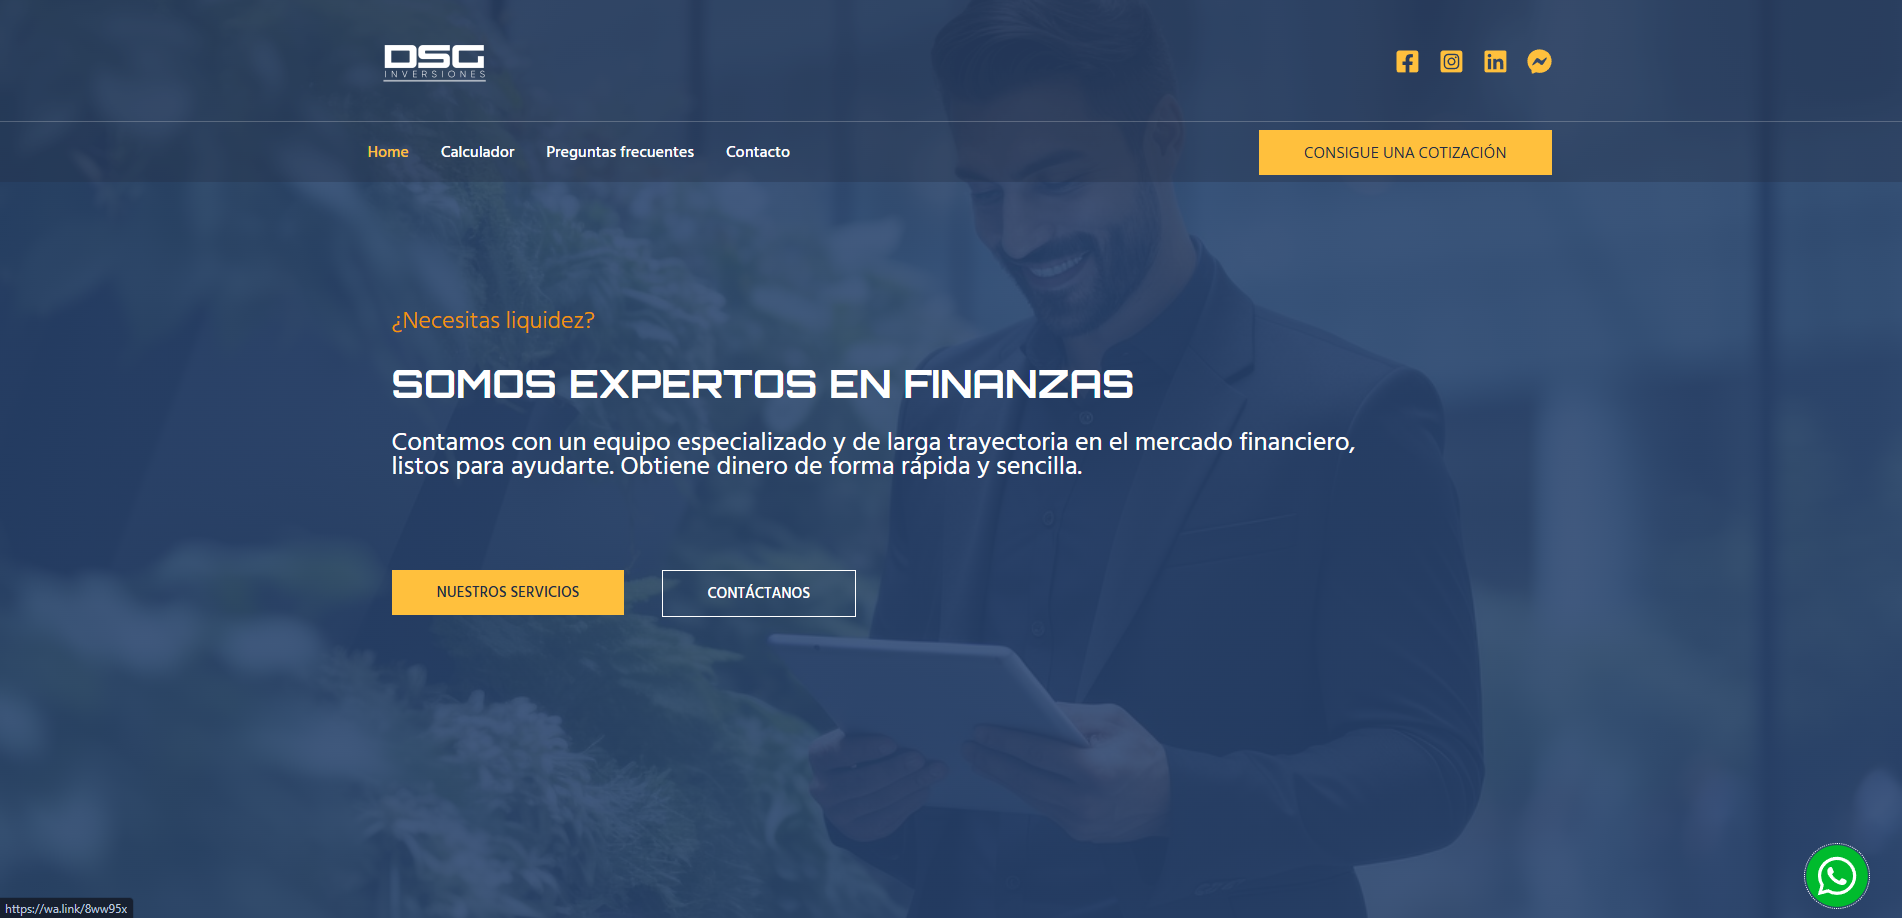 DSG
INVERSIONES
Home Calculador Preguntas frecuentes Contacto
CONSIGUE UNA COTIZACIÓN
¿Necesitas liquidez?
SOMOS EXPERTOS EN FINANZAS
Contamos con un equipo especializado y de larga trayectoria en el mercado financiero,
listos para ayudarte. Obtiene dinero de forma rápida y sencilla.
NUESTROS SERVICIOS
CONTÁCTANOS
https://wa.link/8ww95x